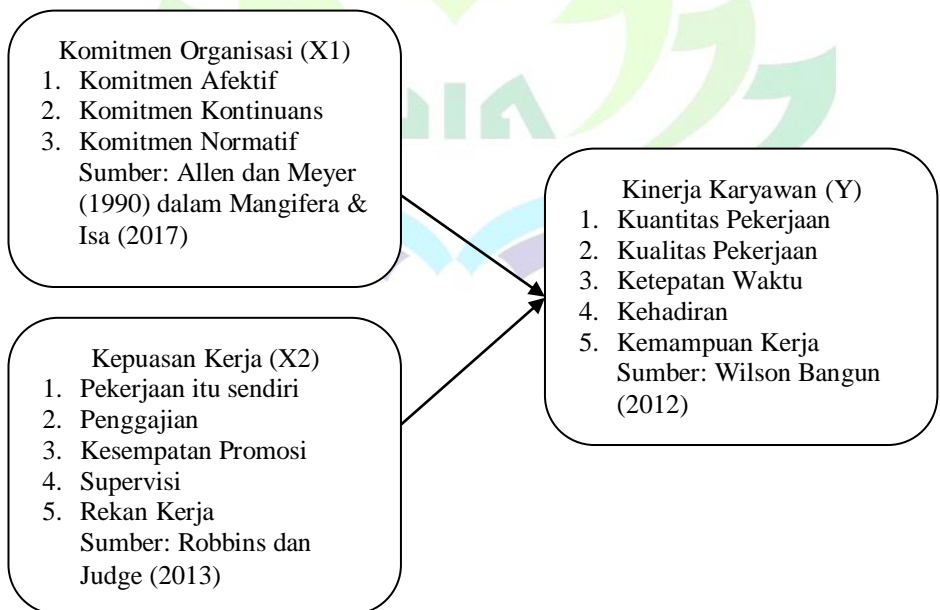 Komitmen Organisasi (X1)
1. Komitmen Afektif
2. Komitmen Kontinuans
3. Komitmen Normatif
Sumber: Allen dan Meyer
(1990) dalam Mangifera &
Isa (2017)
Kepuasan Kerja (X2)
1. Pekerjaan itu sendiri
2. Penggajian
3. Kesempatan Promosi
4. Supervisi
5. Rekan Kerja
Sumber: Robbins dan
Judge (2013)
Kinerja Karyawan (Y)
1. Kuantitas Pekerjaan
2. Kualitas Pekerjaan
3. Ketepatan Waktu
4. Kehadiran
5. Kemampuan Kerja
Sumber: Wilson Bangun
(2012)